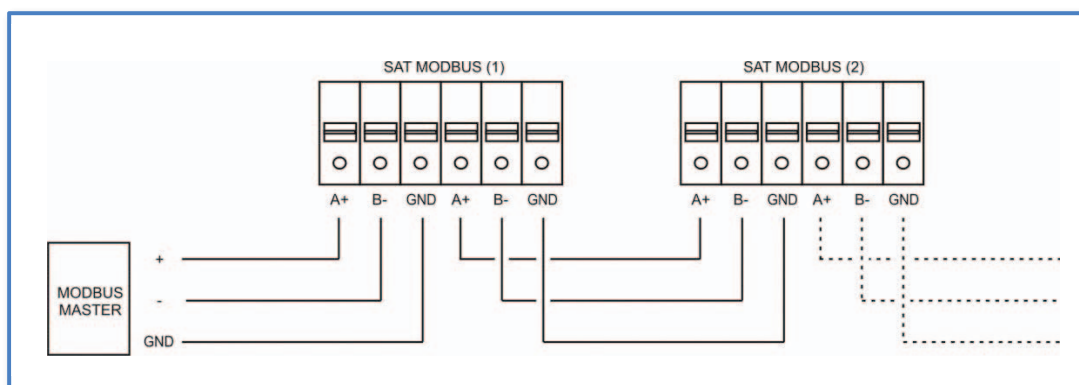 SAT MODBUS (1)
SAT MODBUS (2)
A+ B- GND A+ B- GND
A+ B- GND A+ B- GND
+
MODBUS
MASTER
-
GND